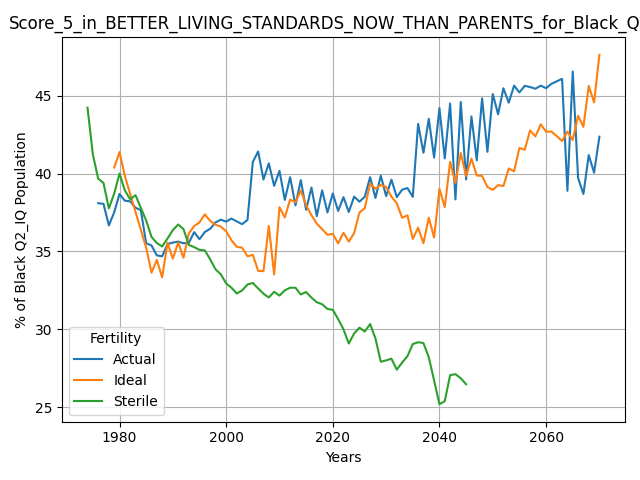 Score_5_in_BETTER_LIVING_STANDARDS_NOW_THAN_PARENTS_for_Black_Q
% of Black Q2_IQ Population
45
40
35
30
25
Fertility
Actual
Ideal
Sterile
1980 2000 2020 2040 2060
Years